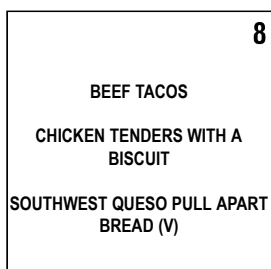 8
BEEF TACOS
CHICKEN TENDERS WITH A
BISCUIT
SOUTHWEST QUESO PULL APART
BREAD (V)